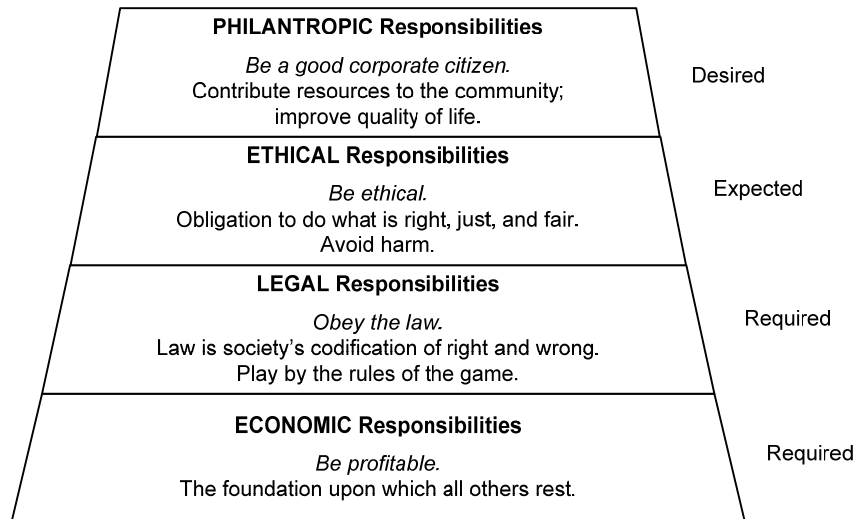 PHILANTROPIC Responsibilities
Be a good corporate citizen.
Contribute resources to the community;
improve quality of life.
Desired
ETHICAL Responsibilities
Be ethical.
Obligation to do what is right, just, and fair.
Avoid harm.
Expected
LEGAL Responsibilities
Obey the law.
Law is society's codification of right and wrong.
Play by the rules of the game.
Required
ECONOMIC Responsibilities
Be profitable.
The foundation upon which all others rest.
Required